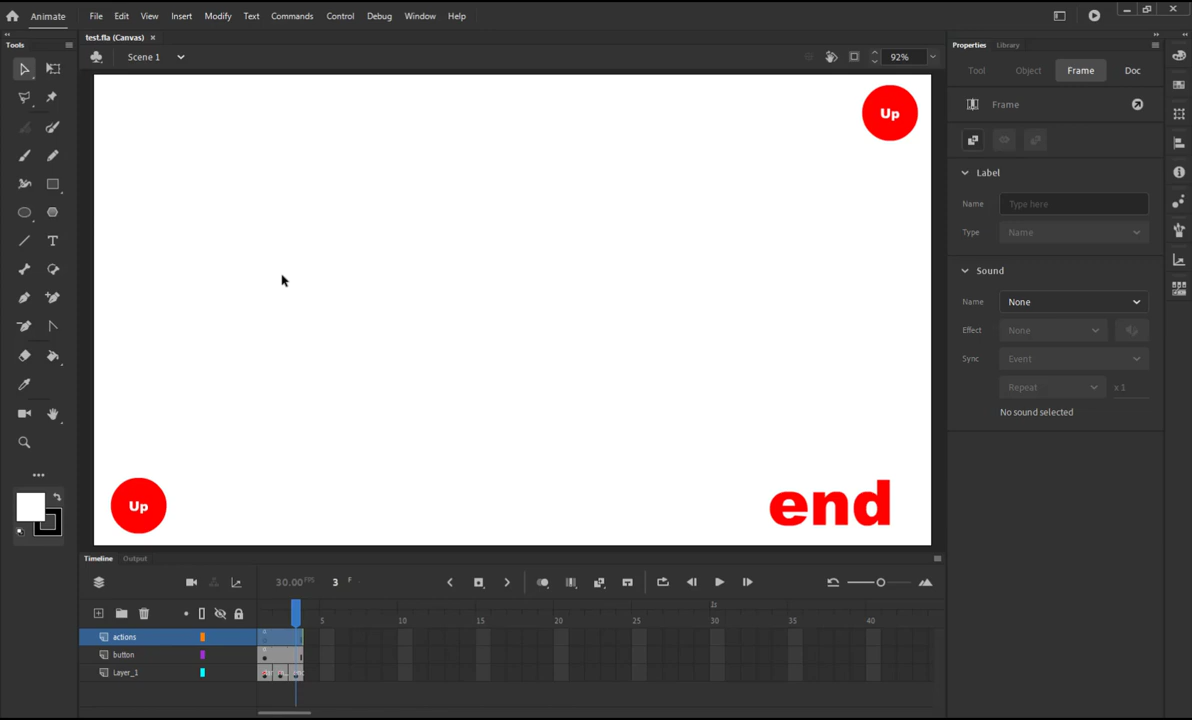 Animate File Edit View Insert Modify Text Commands Control Debug Window Help
test.fla (Canvas) ×
Tools
Scene 1
92%
Properties Library
Tool Object Frame Doc
Frame
Label
Name Type here
Type Name
Sound
Name None
Effect None
Sync Event
Repeat x 1
No sound selected
Up
Up
end
Timeline Output
30.00 FPS 3 F
1s
5 10 15 20 25 30 35 40
actions
button
Layer_1